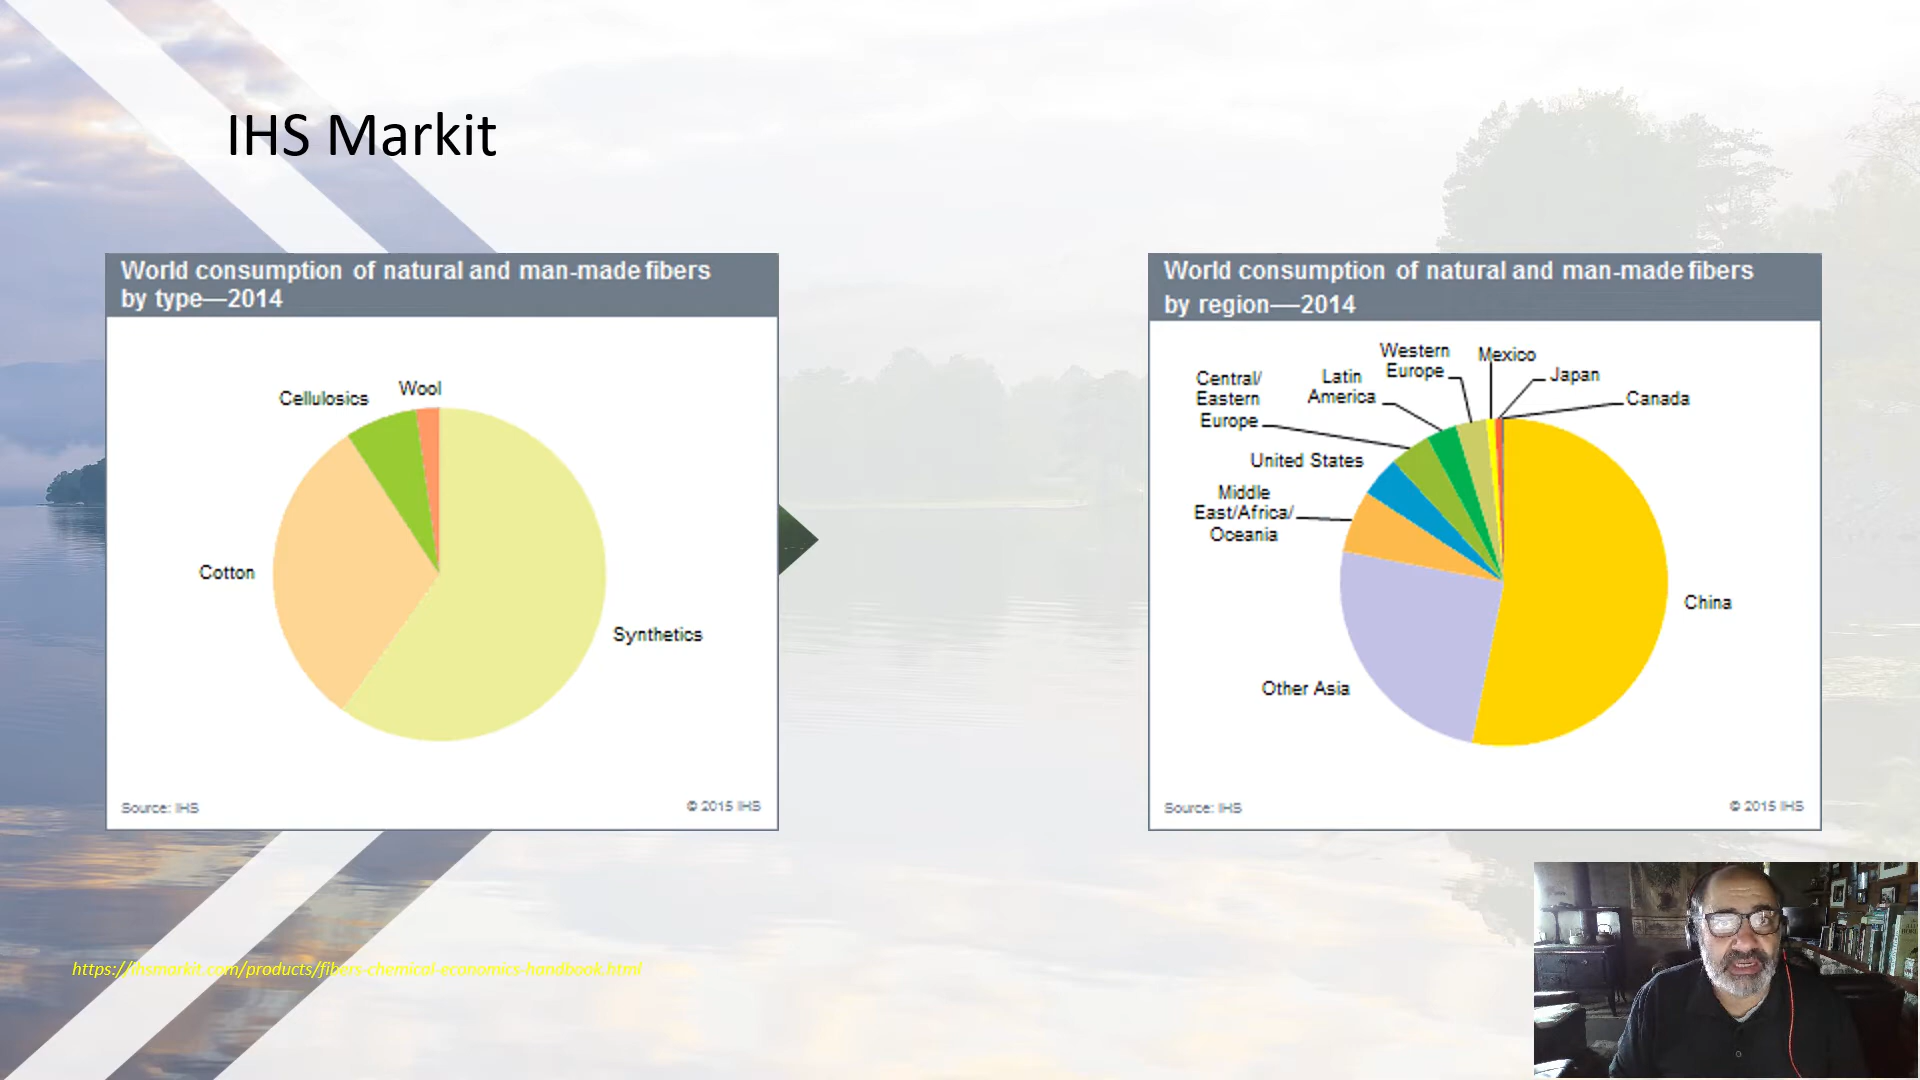 IHS Markit
World consumption of natural and man-made fibers
by type—2014
Wool
Cellulosics
Cotton
Synthetics
Source: IHS
© 2015 IHS
World consumption of natural and man-made fibers
by region—2014
Western
Europe
Mexico
Japan
Canada
Latin
America
Central/
Eastern
Europe
United States
Middle
East/Africa/
Oceania
China
Other Asia
Source: IHS
© 2015 IHS
https://ihsmarkit.com/products/fibers-chemical-economics-handbook.html